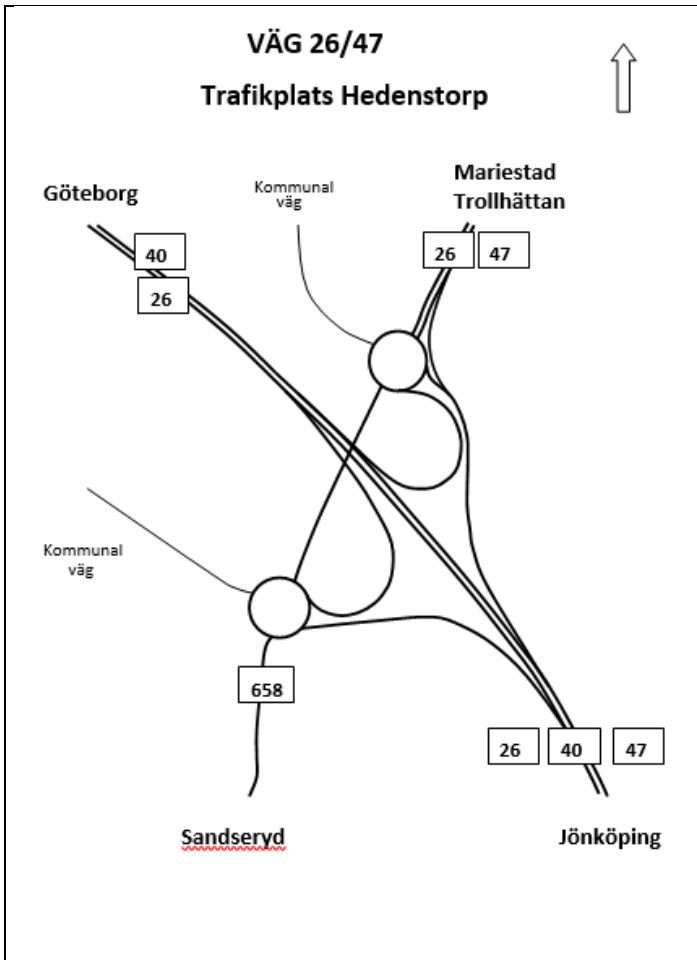 VÄG 26/47
Trafikplats Hedenstorp
Göteborg
Kommunal
väg
Mariestad
Trollhättan
40
26
26
47
Kommunal
väg
658
26
40
47
Sandseryd
Jönköping